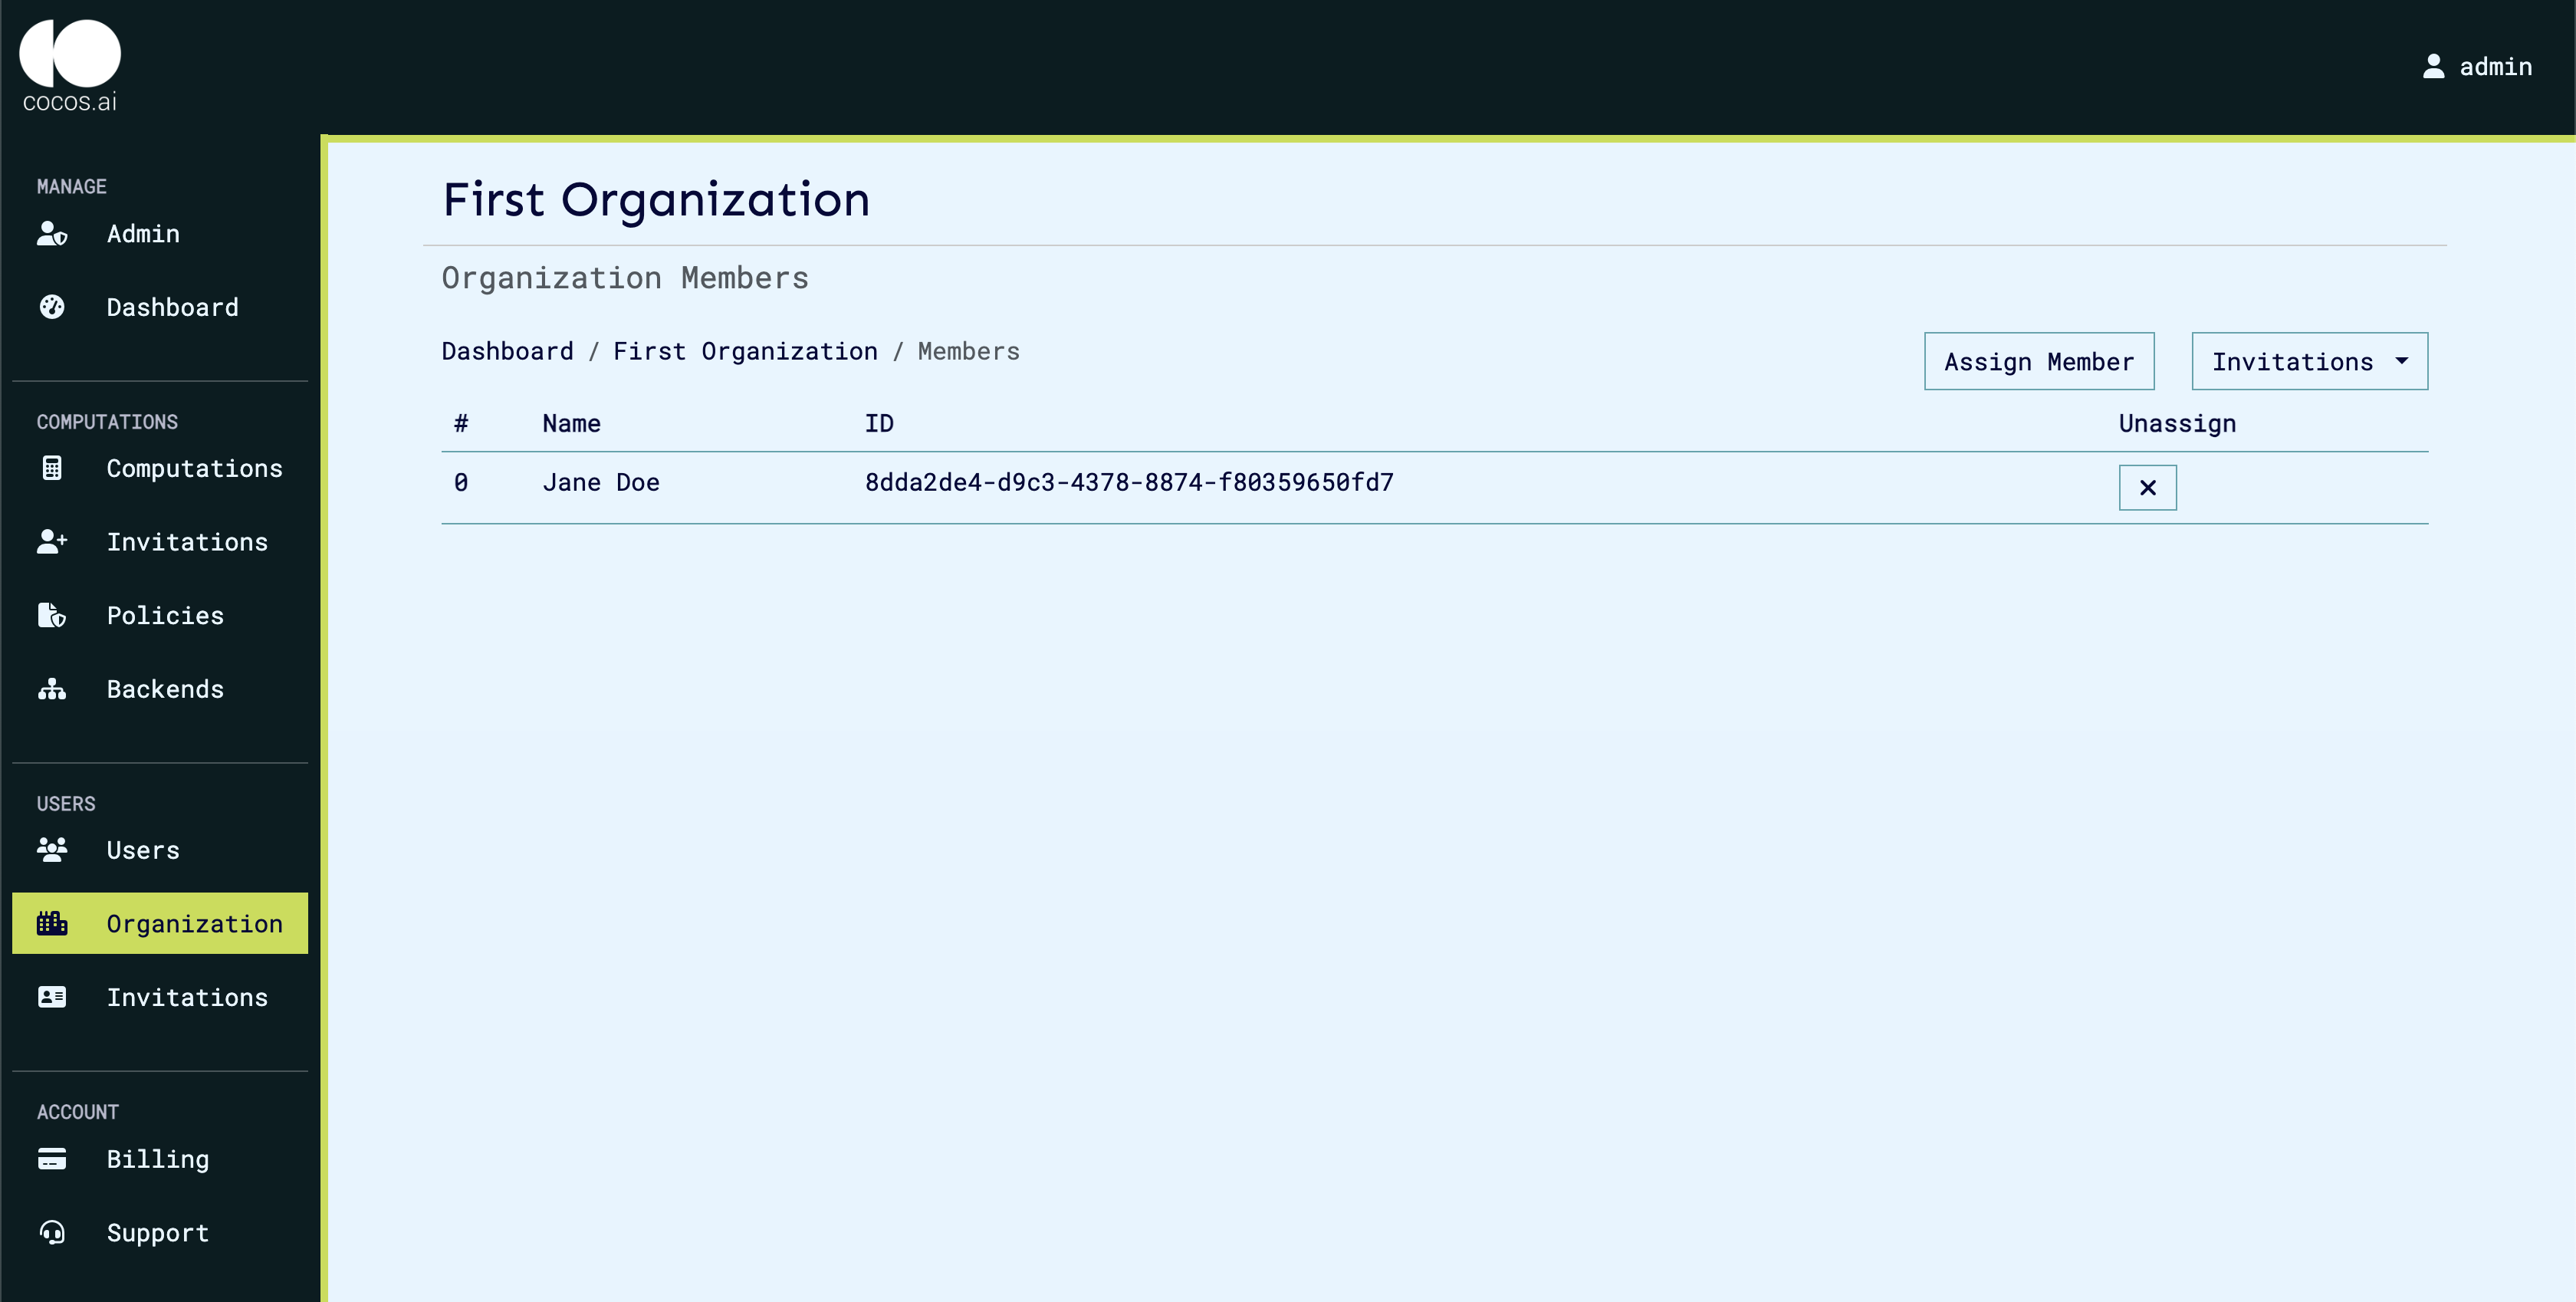 cocos.ai
admin
MANAGE
Admin
Dashboard
COMPUTATIONS
Computations
Invitations
Policies
Backends
USERS
Users
Organization
Invitations
ACCOUNT
Billing
Support
First Organization
Organization Members
Dashboard / First Organization / Members
Assign Member
Invitations
# Name ID Unassign
0 Jane Doe 8dda2de4-d9c3-4378-8874-f80359650fd7